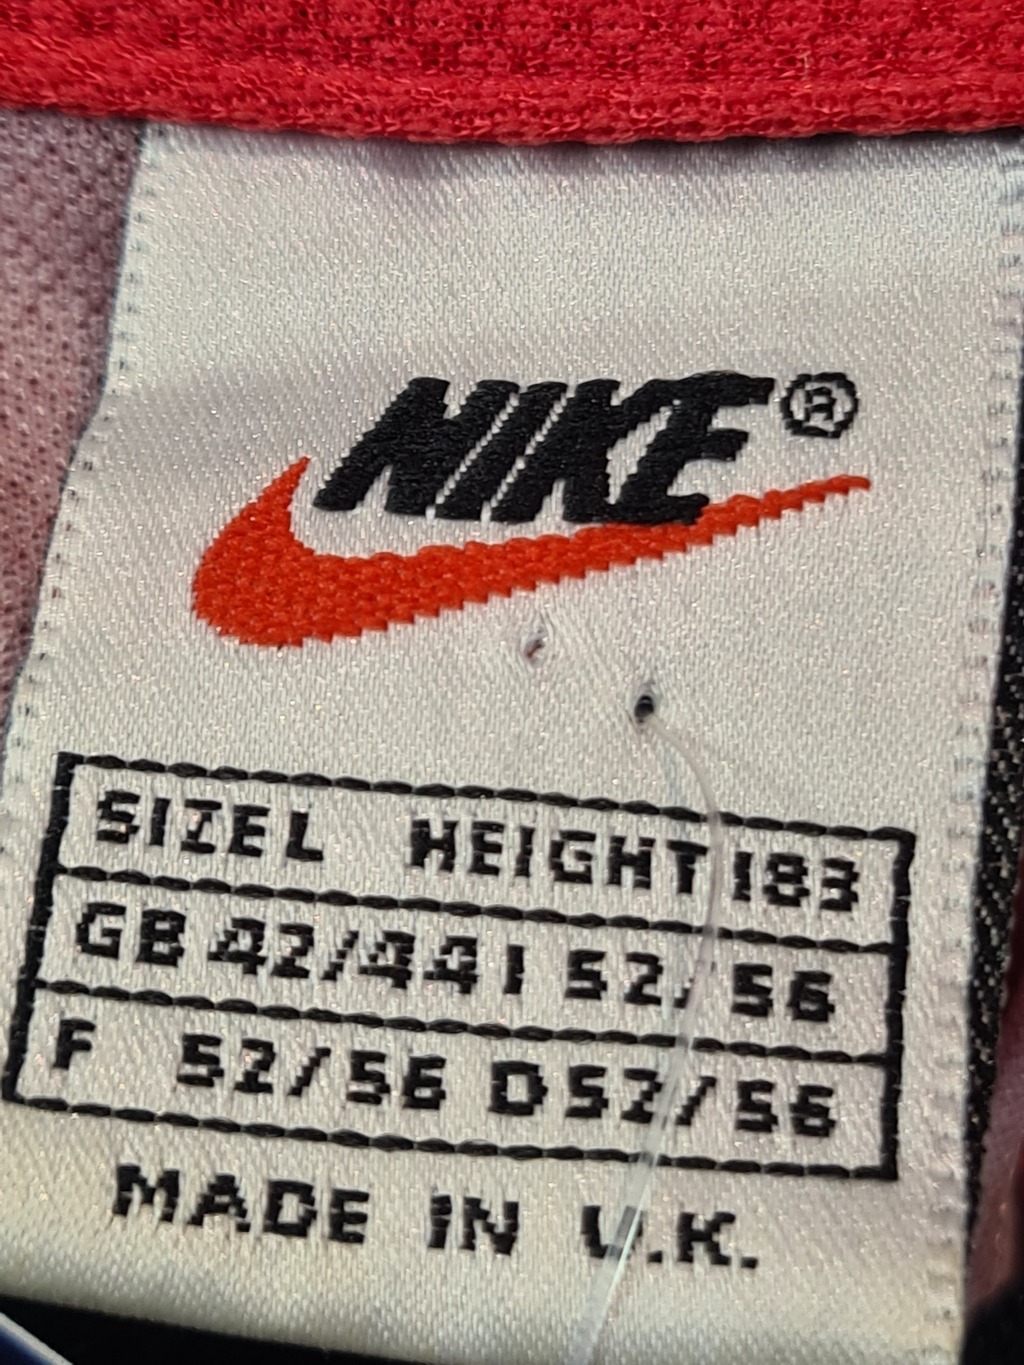 NIKE®
SIZE L HEIGHT 183
GB 42/44 I 52/56
F 52/56 D 52/56
MADE IN U.K.